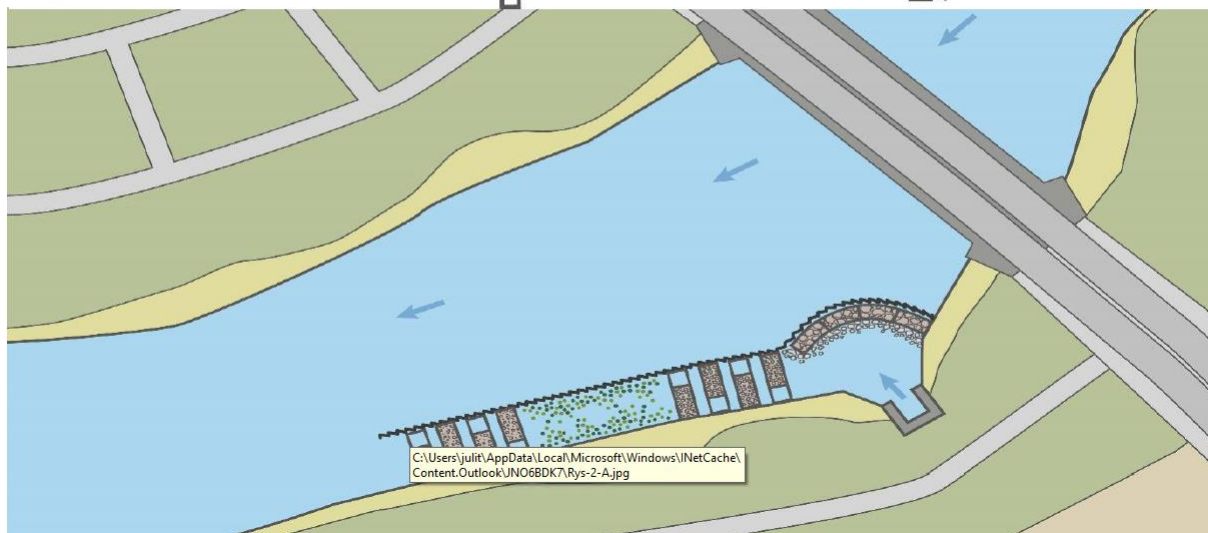 C:\Users\julit\AppData\Local\Microsoft\Windows\INetCache\
Content.Outlook\JNO6BDK7\Rys-2-A.jpg